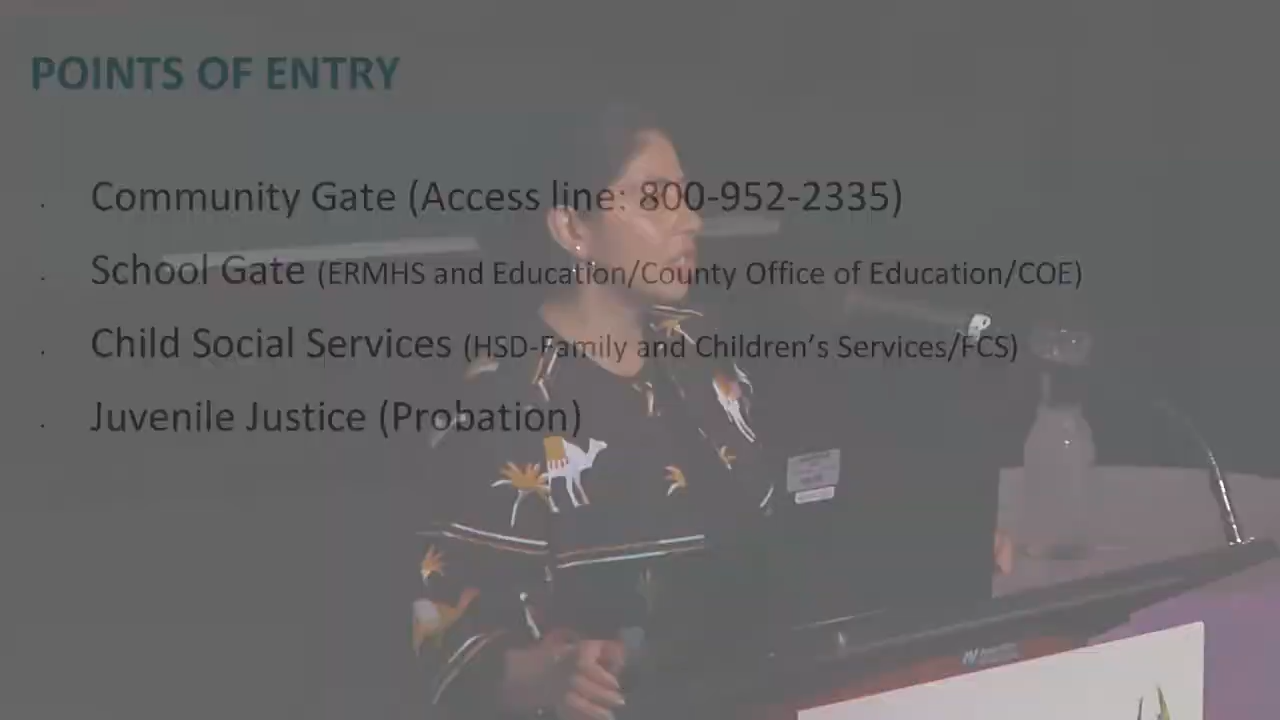 POINTS OF ENTRY
· Community Gate (Access line: 800-952-2335)
· School Gate (ERMHS and Education/County Office of Education/COE)
· Child Social Services (HSD-Family and Children’s Services/FCS)
· Juvenile Justice (Probation)